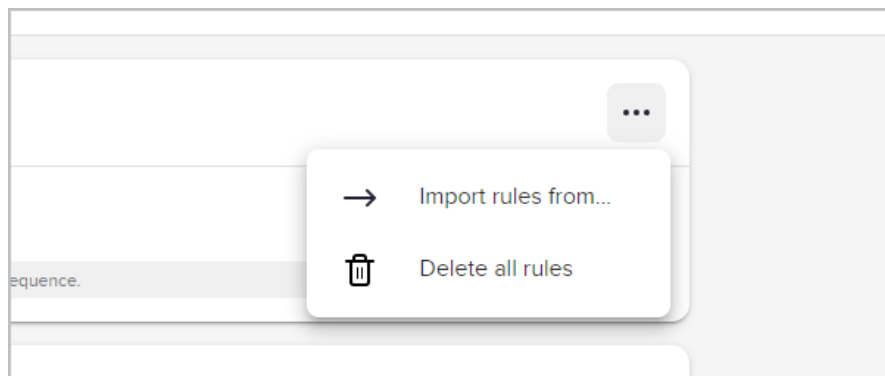 Import rules from...
Delete all rules
equence.